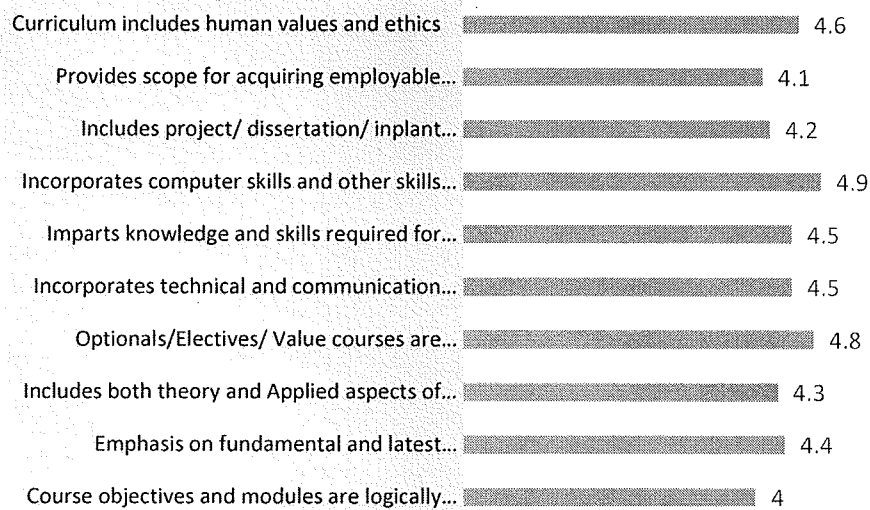 Curriculum includes human values and ethics 4.6
Provides scope for acquiring employable... 4.1
Includes project/ dissertation/ inplant... 4.2
Incorporates computer skills and other skills... 4.9
Imparts knowledge and skills required for... 4.5
Incorporates technical and communication... 4.5
Optionals/Electives/ Value courses are... 4.8
Includes both theory and Applied aspects of... 4.3
Emphasis on fundamental and latest... 4.4
Course objectives and modules are logically... 4